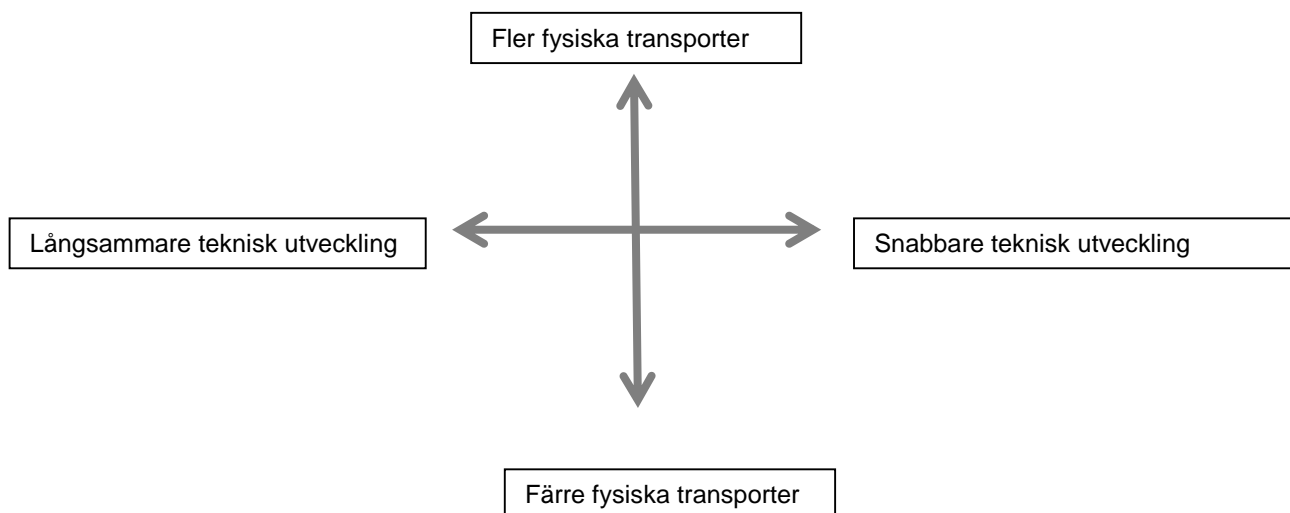 Fler fysiska transporter
Långsammare teknisk utveckling
Snabbare teknisk utveckling
Färre fysiska transporter